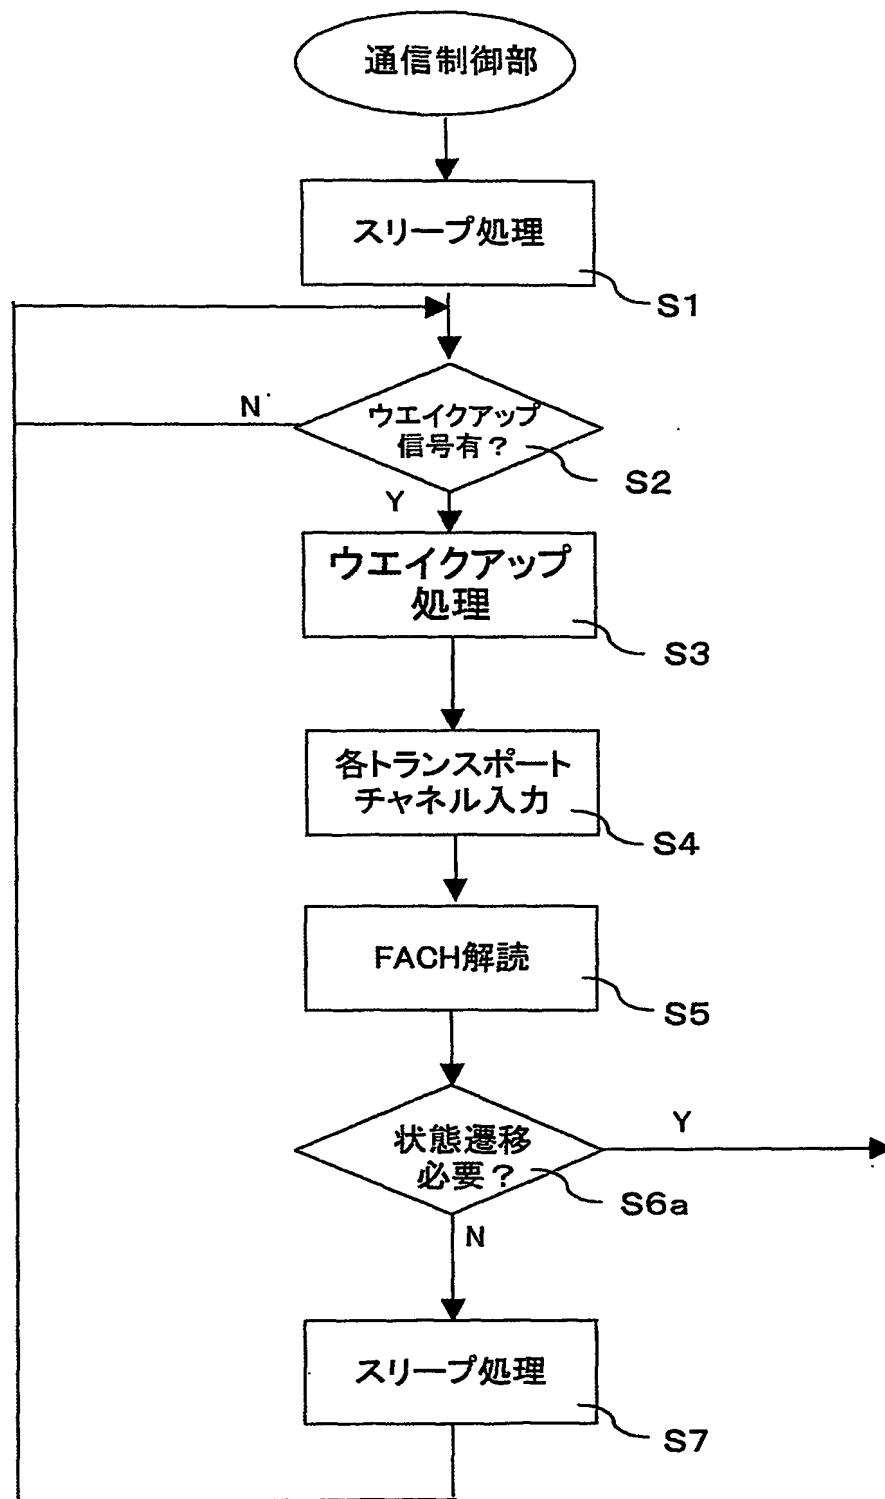 通信制御部
スリープ処理
S1
N
ウエイクアップ
信号有？
S2
Y
ウエイクアップ
処理
S3
各トランスポート
チャネル入力
S4
FACH解読
S5
状態遷移
必要？
Y
S6a
N
スリープ処理
S7